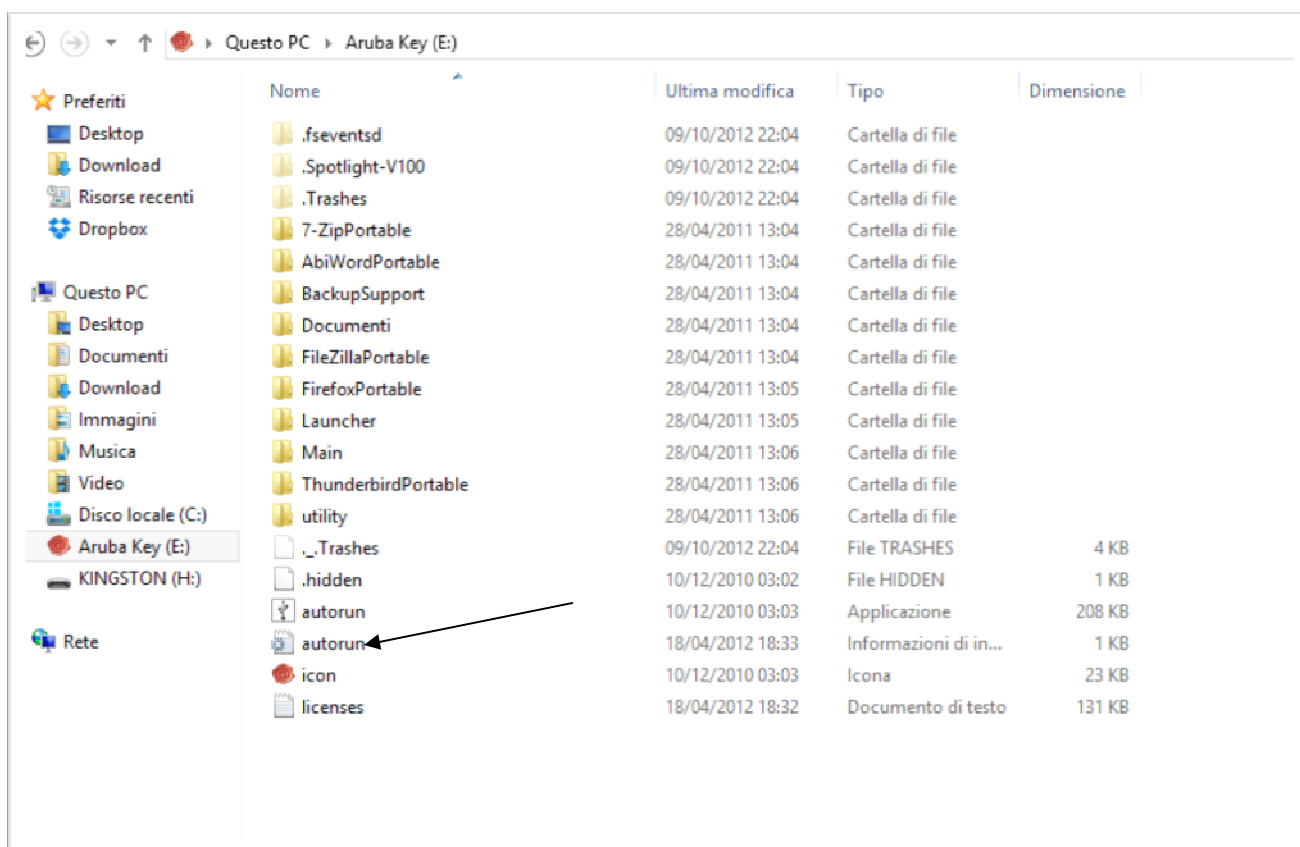 Questo PC Aruba Key (E:)
Nome Ultima modifica Tipo Dimensione
Preferiti
Desktop
Download
Risorse recenti
Dropbox
Questo PC
Desktop
Documenti
Download
Immagini
Musica
Video
Disco locale (C:)
Aruba Key (E:)
KINGSTON (H:)
Rete
.fseventsd 09/10/2012 22:04 Cartella di file
.Spotlight-V100 09/10/2012 22:04 Cartella di file
.Trashes 09/10/2012 22:04 Cartella di file
7-ZipPortable 28/04/2011 13:04 Cartella di file
AbiWordPortable 28/04/2011 13:04 Cartella di file
BackupSupport 28/04/2011 13:04 Cartella di file
Documenti 28/04/2011 13:04 Cartella di file
FileZillaPortable 28/04/2011 13:04 Cartella di file
FirefoxPortable 28/04/2011 13:05 Cartella di file
Launcher 28/04/2011 13:05 Cartella di file
Main 28/04/2011 13:06 Cartella di file
ThunderbirdPortable 28/04/2011 13:06 Cartella di file
utility 28/04/2011 13:06 Cartella di file
._.Trashes 09/10/2012 22:04 File TRASHES 4 KB
.hidden 10/12/2010 03:02 File HIDDEN 1 KB
autorun 10/12/2010 03:03 Applicazione 208 KB
autorun 18/04/2012 18:33 Informazioni di in... 1 KB
icon 10/12/2010 03:03 Icona 23 KB
licenses 18/04/2012 18:32 Documento di testo 131 KB